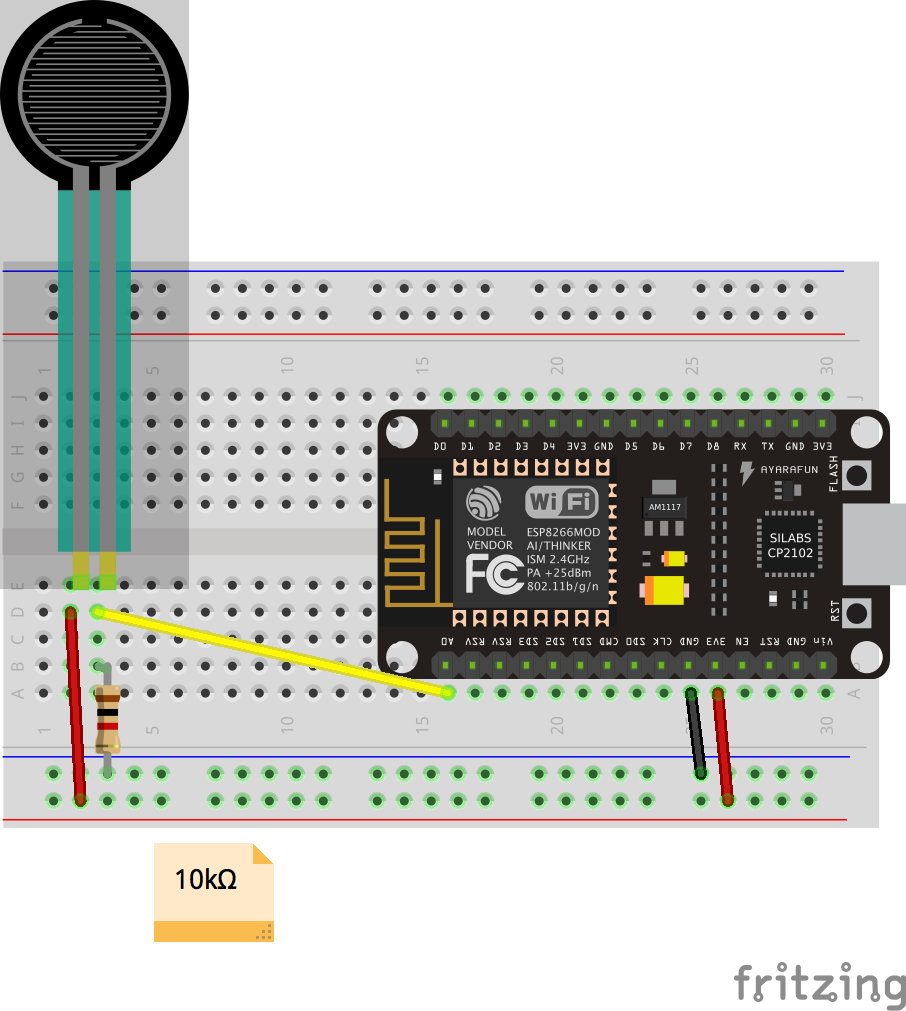 1 5 10 15 20 25 30
J J
I
H
G
F
D0 D1 D2 D3 D4 3V3 GND D5 D6 D7 D8 RX TX GND 3V3
AYARAFUN
FLASH
AM1117
WiFi
MODEL
VENDOR
ESP8266MOD
AI/THINKER
ISM 2.4GHz
PA +25dBm
802.11b/g/n
FC
SILABS
CP2102
RST
A0 RSV RSV SD3 SD2 SD1 CMD SD0 CLK GND 3V3 EN RST GND Vin
E
D
C
B
A A
1 5 10 15 20 25 30
10kΩ
fritzing